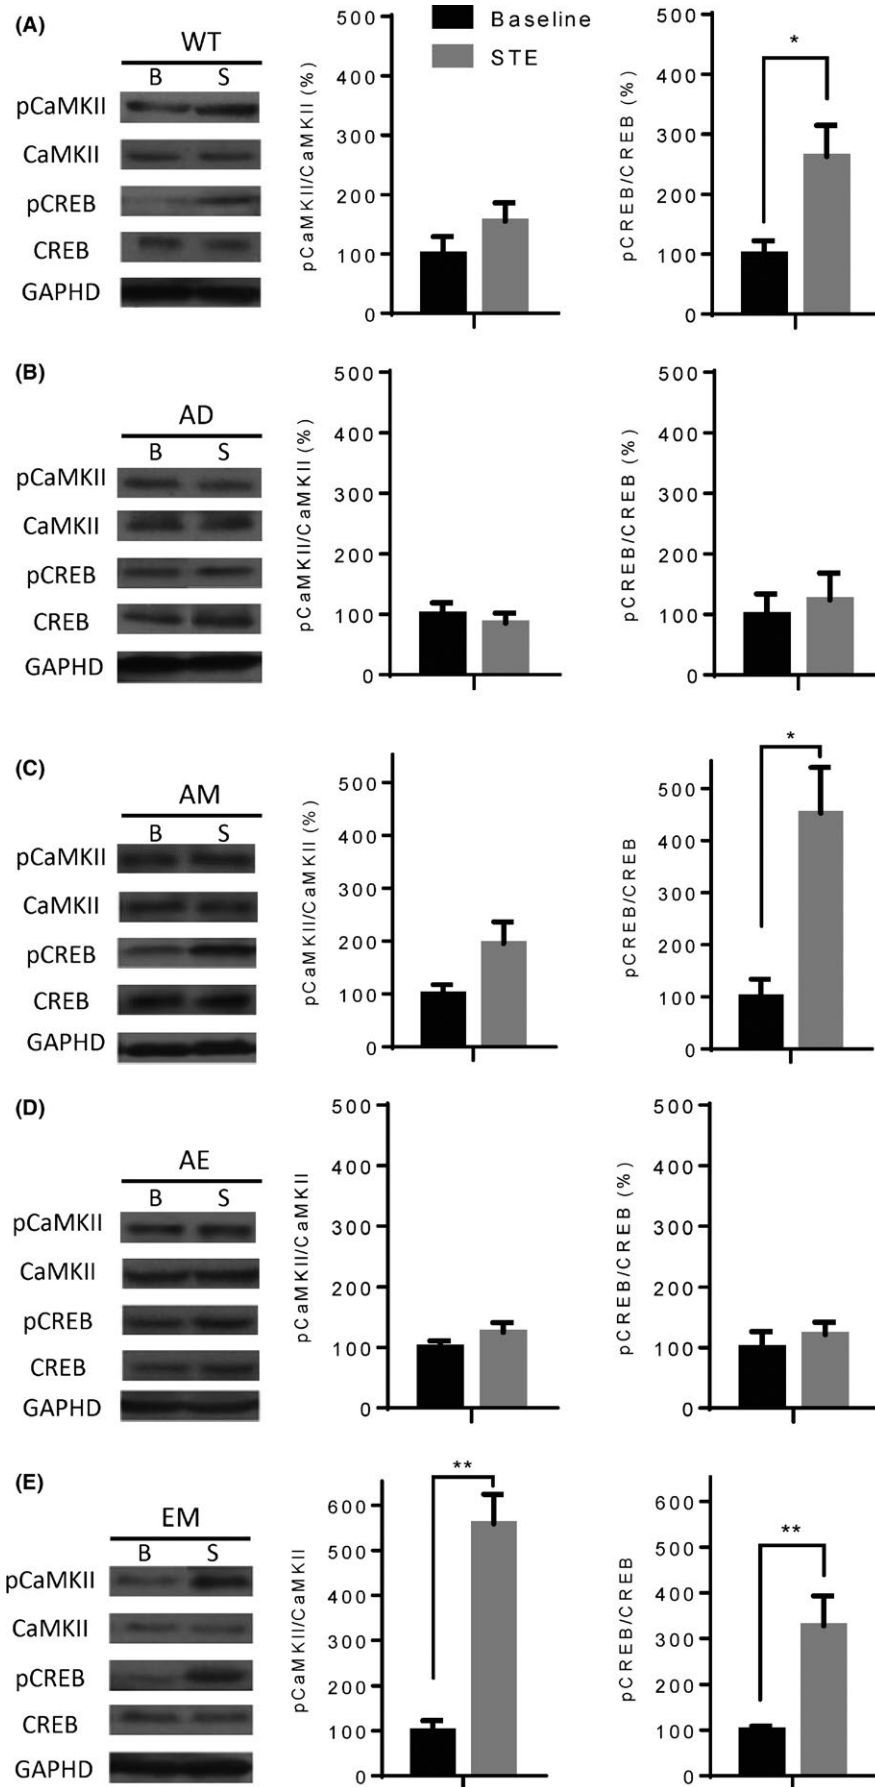 (A)
WT
B S
pCaMKII
CaMKII
pCREB
CREB
GAPHD
pCaMKII/CaMKII (%)
500
400
300
200
100
0
Baseline
STE
pCREB/CREB (%)
500
400
300
200
100
0
*
(B)
AD
B S
pCaMKII
CaMKII
pCREB
CREB
GAPHD
pCaMKII/CaMKII (%)
500
400
300
200
100
0
pCREB/CREB (%)
500
400
300
200
100
0
(C)
AM
B S
pCaMKII
CaMKII
pCREB
CREB
GAPHD
pCaMKII/CaMKII (%)
500
400
300
200
100
0
pCREB/CREB
500
400
300
200
100
0
*
(D)
AE
B S
pCaMKII
CaMKII
pCREB
CREB
GAPHD
pCaMKII/CaMKII
500
400
300
200
100
0
pCREB/CREB (%)
500
400
300
200
100
0
(E)
EM
B S
pCaMKII
CaMKII
pCREB
CREB
GAPHD
pCaMKII/CaMKII
600
500
400
300
200
100
0
**
pCREB/CREB
600
500
400
300
200
100
0
**